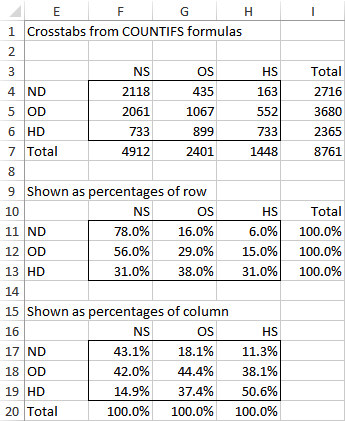 E F G H I
1 Crosstabs from COUNTIFS formulas
2
3 NS OS HS Total
4 ND 2118 435 163 2716
5 OD 2061 1067 552 3680
6 HD 733 899 733 2365
7 Total 4912 2401 1448 8761
8
9 Shown as percentages of row
10 NS OS HS Total
11 ND 78.0% 16.0% 6.0% 100.0%
12 OD 56.0% 29.0% 15.0% 100.0%
13 HD 31.0% 38.0% 31.0% 100.0%
14
15 Shown as percentages of column
16 NS OS HS
17 ND 43.1% 18.1% 11.3%
18 OD 42.0% 44.4% 38.1%
19 HD 14.9% 37.4% 50.6%
20 Total 100.0% 100.0% 100.0%